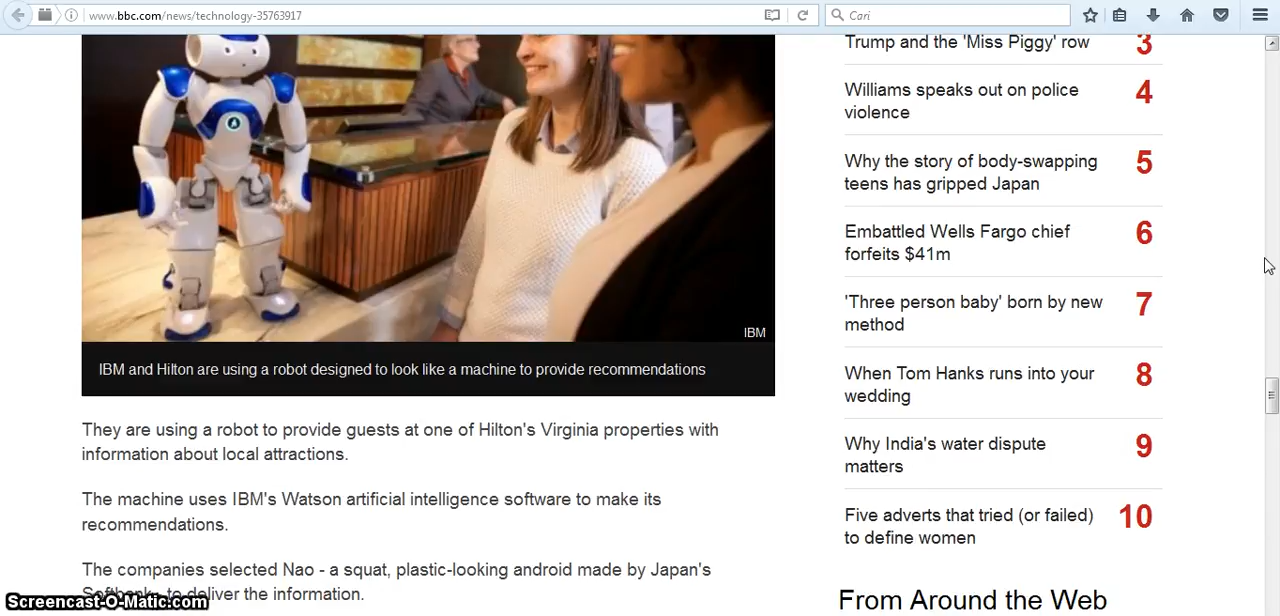 www.bbc.com/news/technology-35763917
Cari
IBM
IBM and Hilton are using a robot designed to look like a machine to provide recommendations
They are using a robot to provide guests at one of Hilton's Virginia properties with
information about local attractions.
The machine uses IBM's Watson artificial intelligence software to make its
recommendations.
The companies selected Nao - a squat, plastic-looking android made by Japan's
Softbank - to deliver the information.
Screencast-O-Matic.com
Trump and the 'Miss Piggy' row 3
Williams speaks out on police 4
violence
Why the story of body-swapping 5
teens has gripped Japan
Embattled Wells Fargo chief 6
forfeits $41m
'Three person baby' born by new 7
method
When Tom Hanks runs into your 8
wedding
Why India's water dispute 9
matters
Five adverts that tried (or failed) 10
to define women
From Around the Web